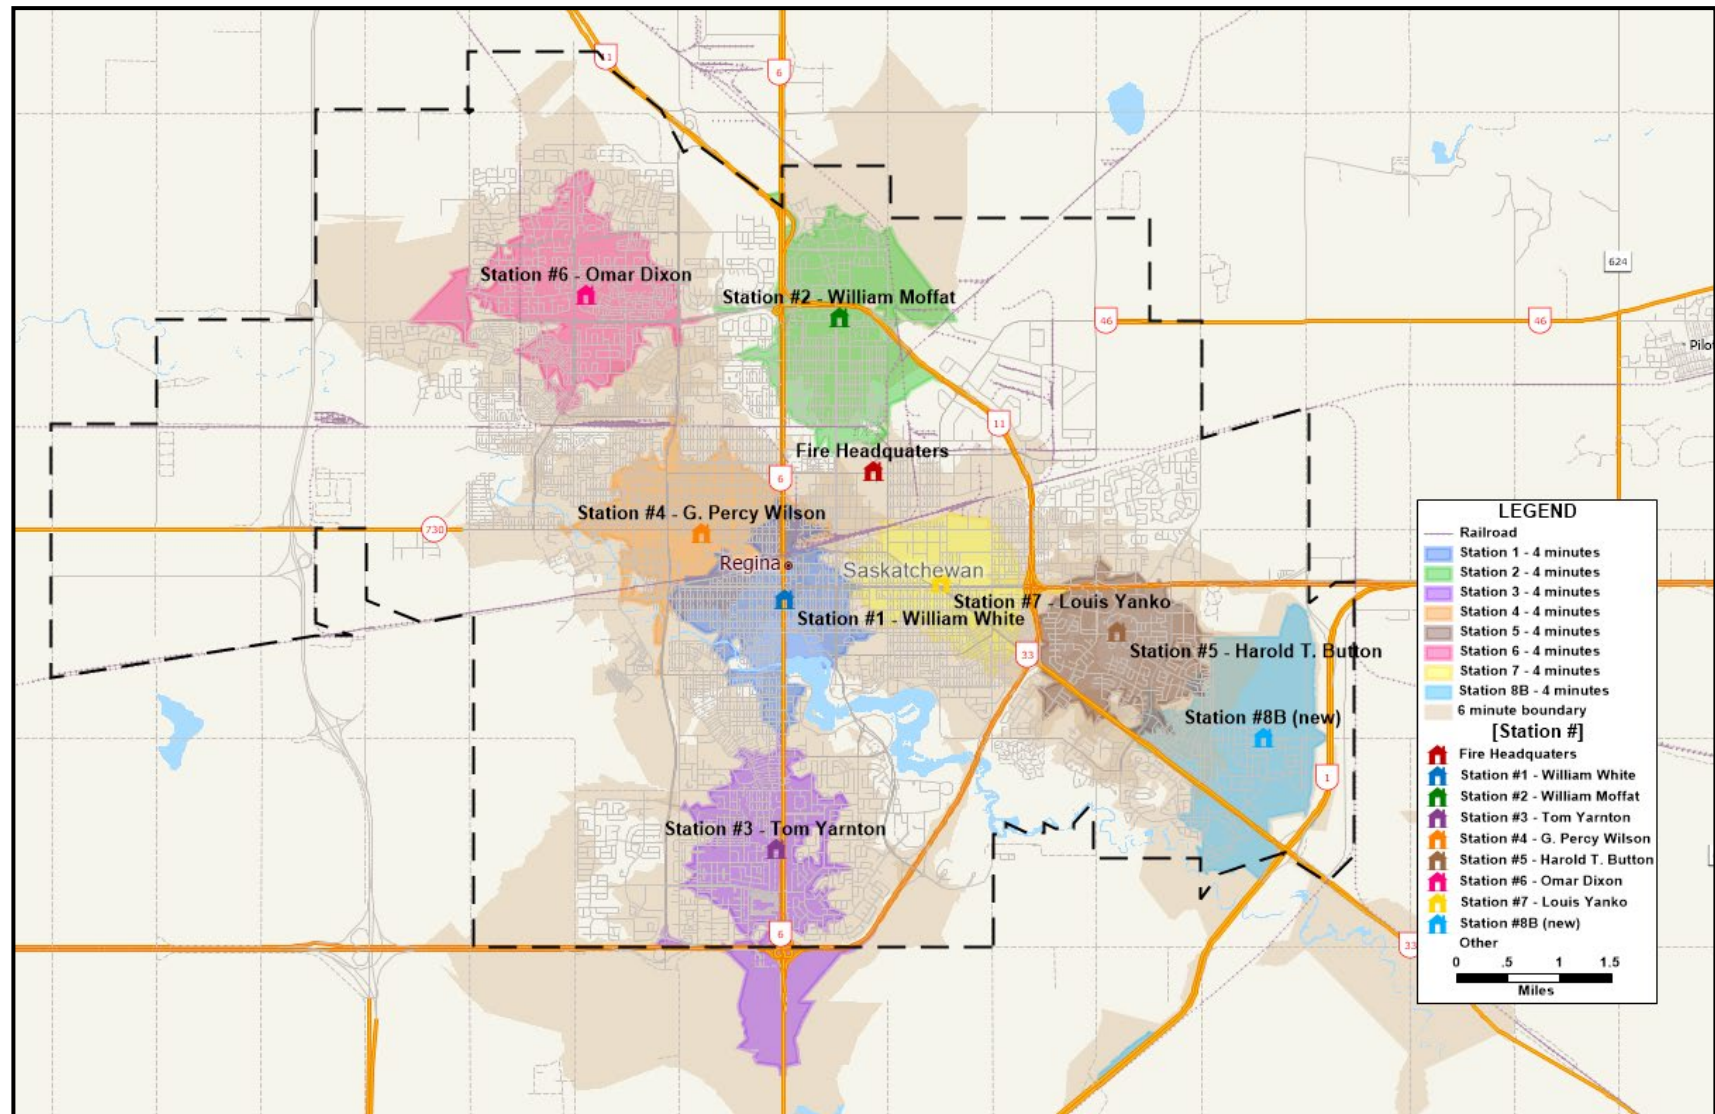 11
6
624
Station #6 - Omar Dixon
Station #2 - William Moffat
46
46
11
Fire Headquaters
6
Station #4 - G. Percy Wilson
730
Regina
Saskatchewan
Station #7 - Louis Yanko
Station #1 - William White
33
Station #5 - Harold T. Button
Station #8B (new)
1
Station #3 - Tom Yarnton
6
33
LEGEND
Railroad
Station 1 - 4 minutes
Station 2 - 4 minutes
Station 3 - 4 minutes
Station 4 - 4 minutes
Station 5 - 4 minutes
Station 6 - 4 minutes
Station 7 - 4 minutes
Station 8B - 4 minutes
6 minute boundary
[Station #]
Fire Headquaters
Station #1 - William White
Station #2 - William Moffat
Station #3 - Tom Yarnton
Station #4 - G. Percy Wilson
Station #5 - Harold T. Button
Station #6 - Omar Dixon
Station #7 - Louis Yanko
Station #8B (new)
Other
0 .5 1 1.5
Miles